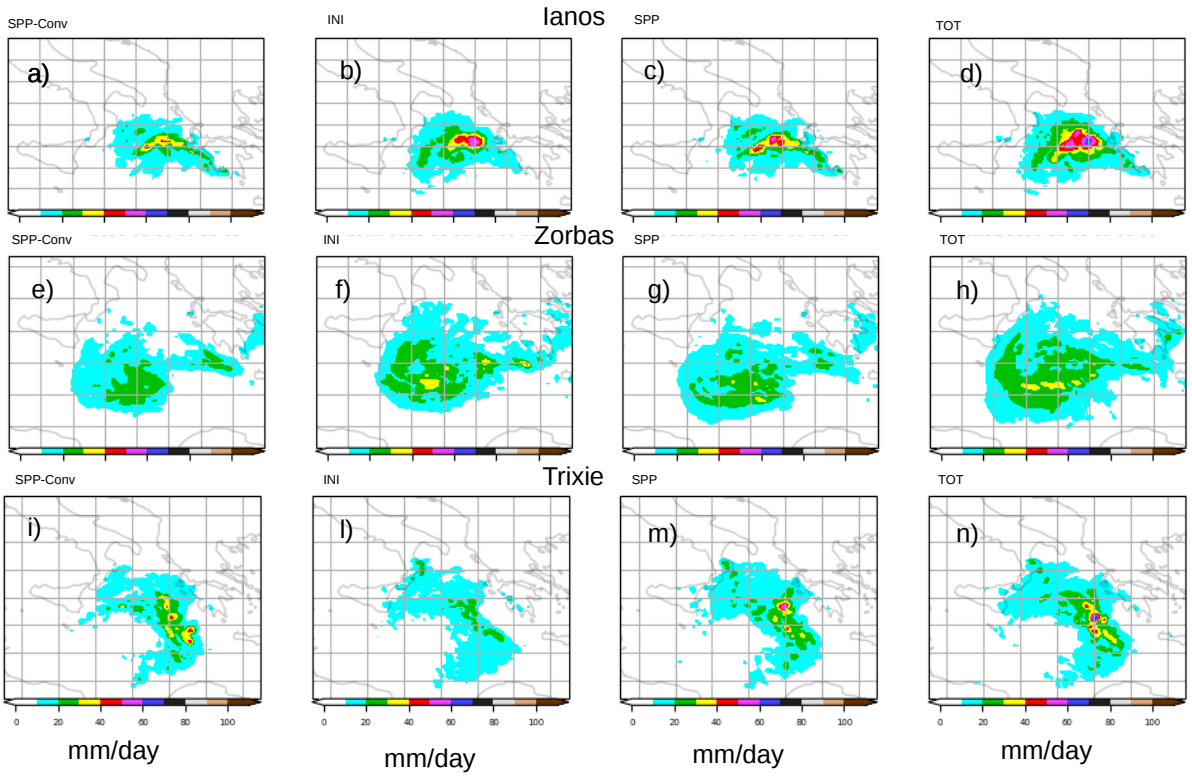 Ianos
SPP-Conv INI SPP TOT
a) b) c) d)
Zorbas
SPP-Conv INI SPP TOT
e) f) g) h)
Trixie
SPP-Conv INI SPP TOT
i) l) m) n)
0 20 40 60 80 100 0 20 40 60 80 100 0 20 40 60 80 100 0 20 40 60 80 100
mm/day mm/day mm/day mm/day